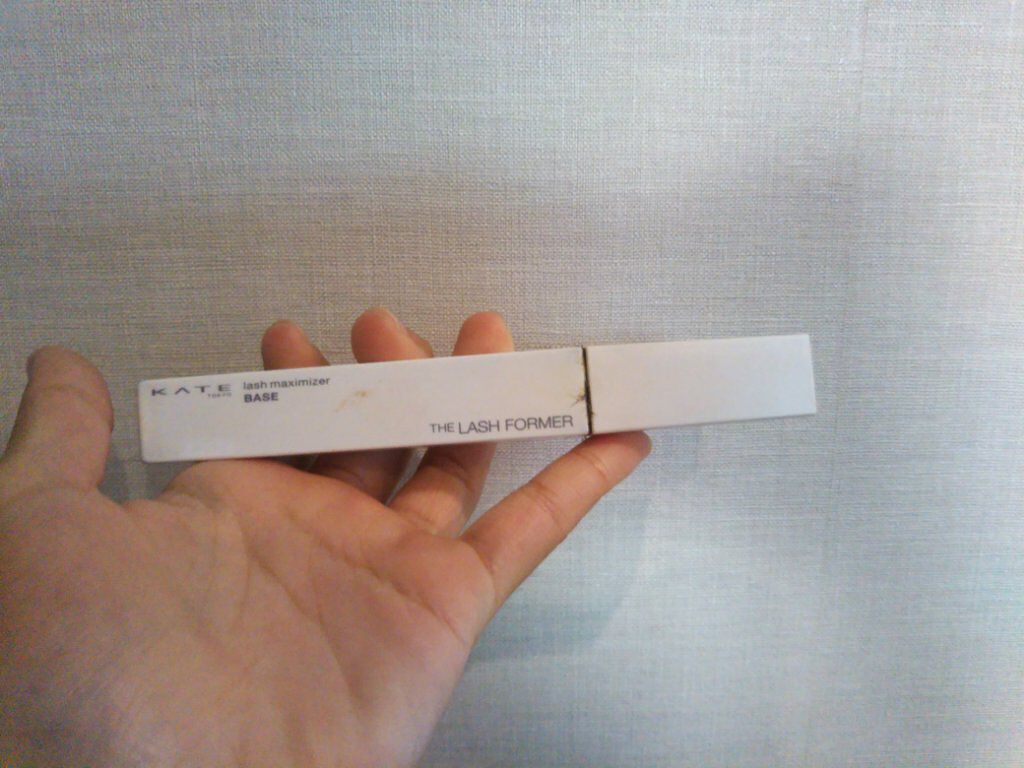 KATE
TOKYO
lash maximizer
BASE
THE LASH FORMER